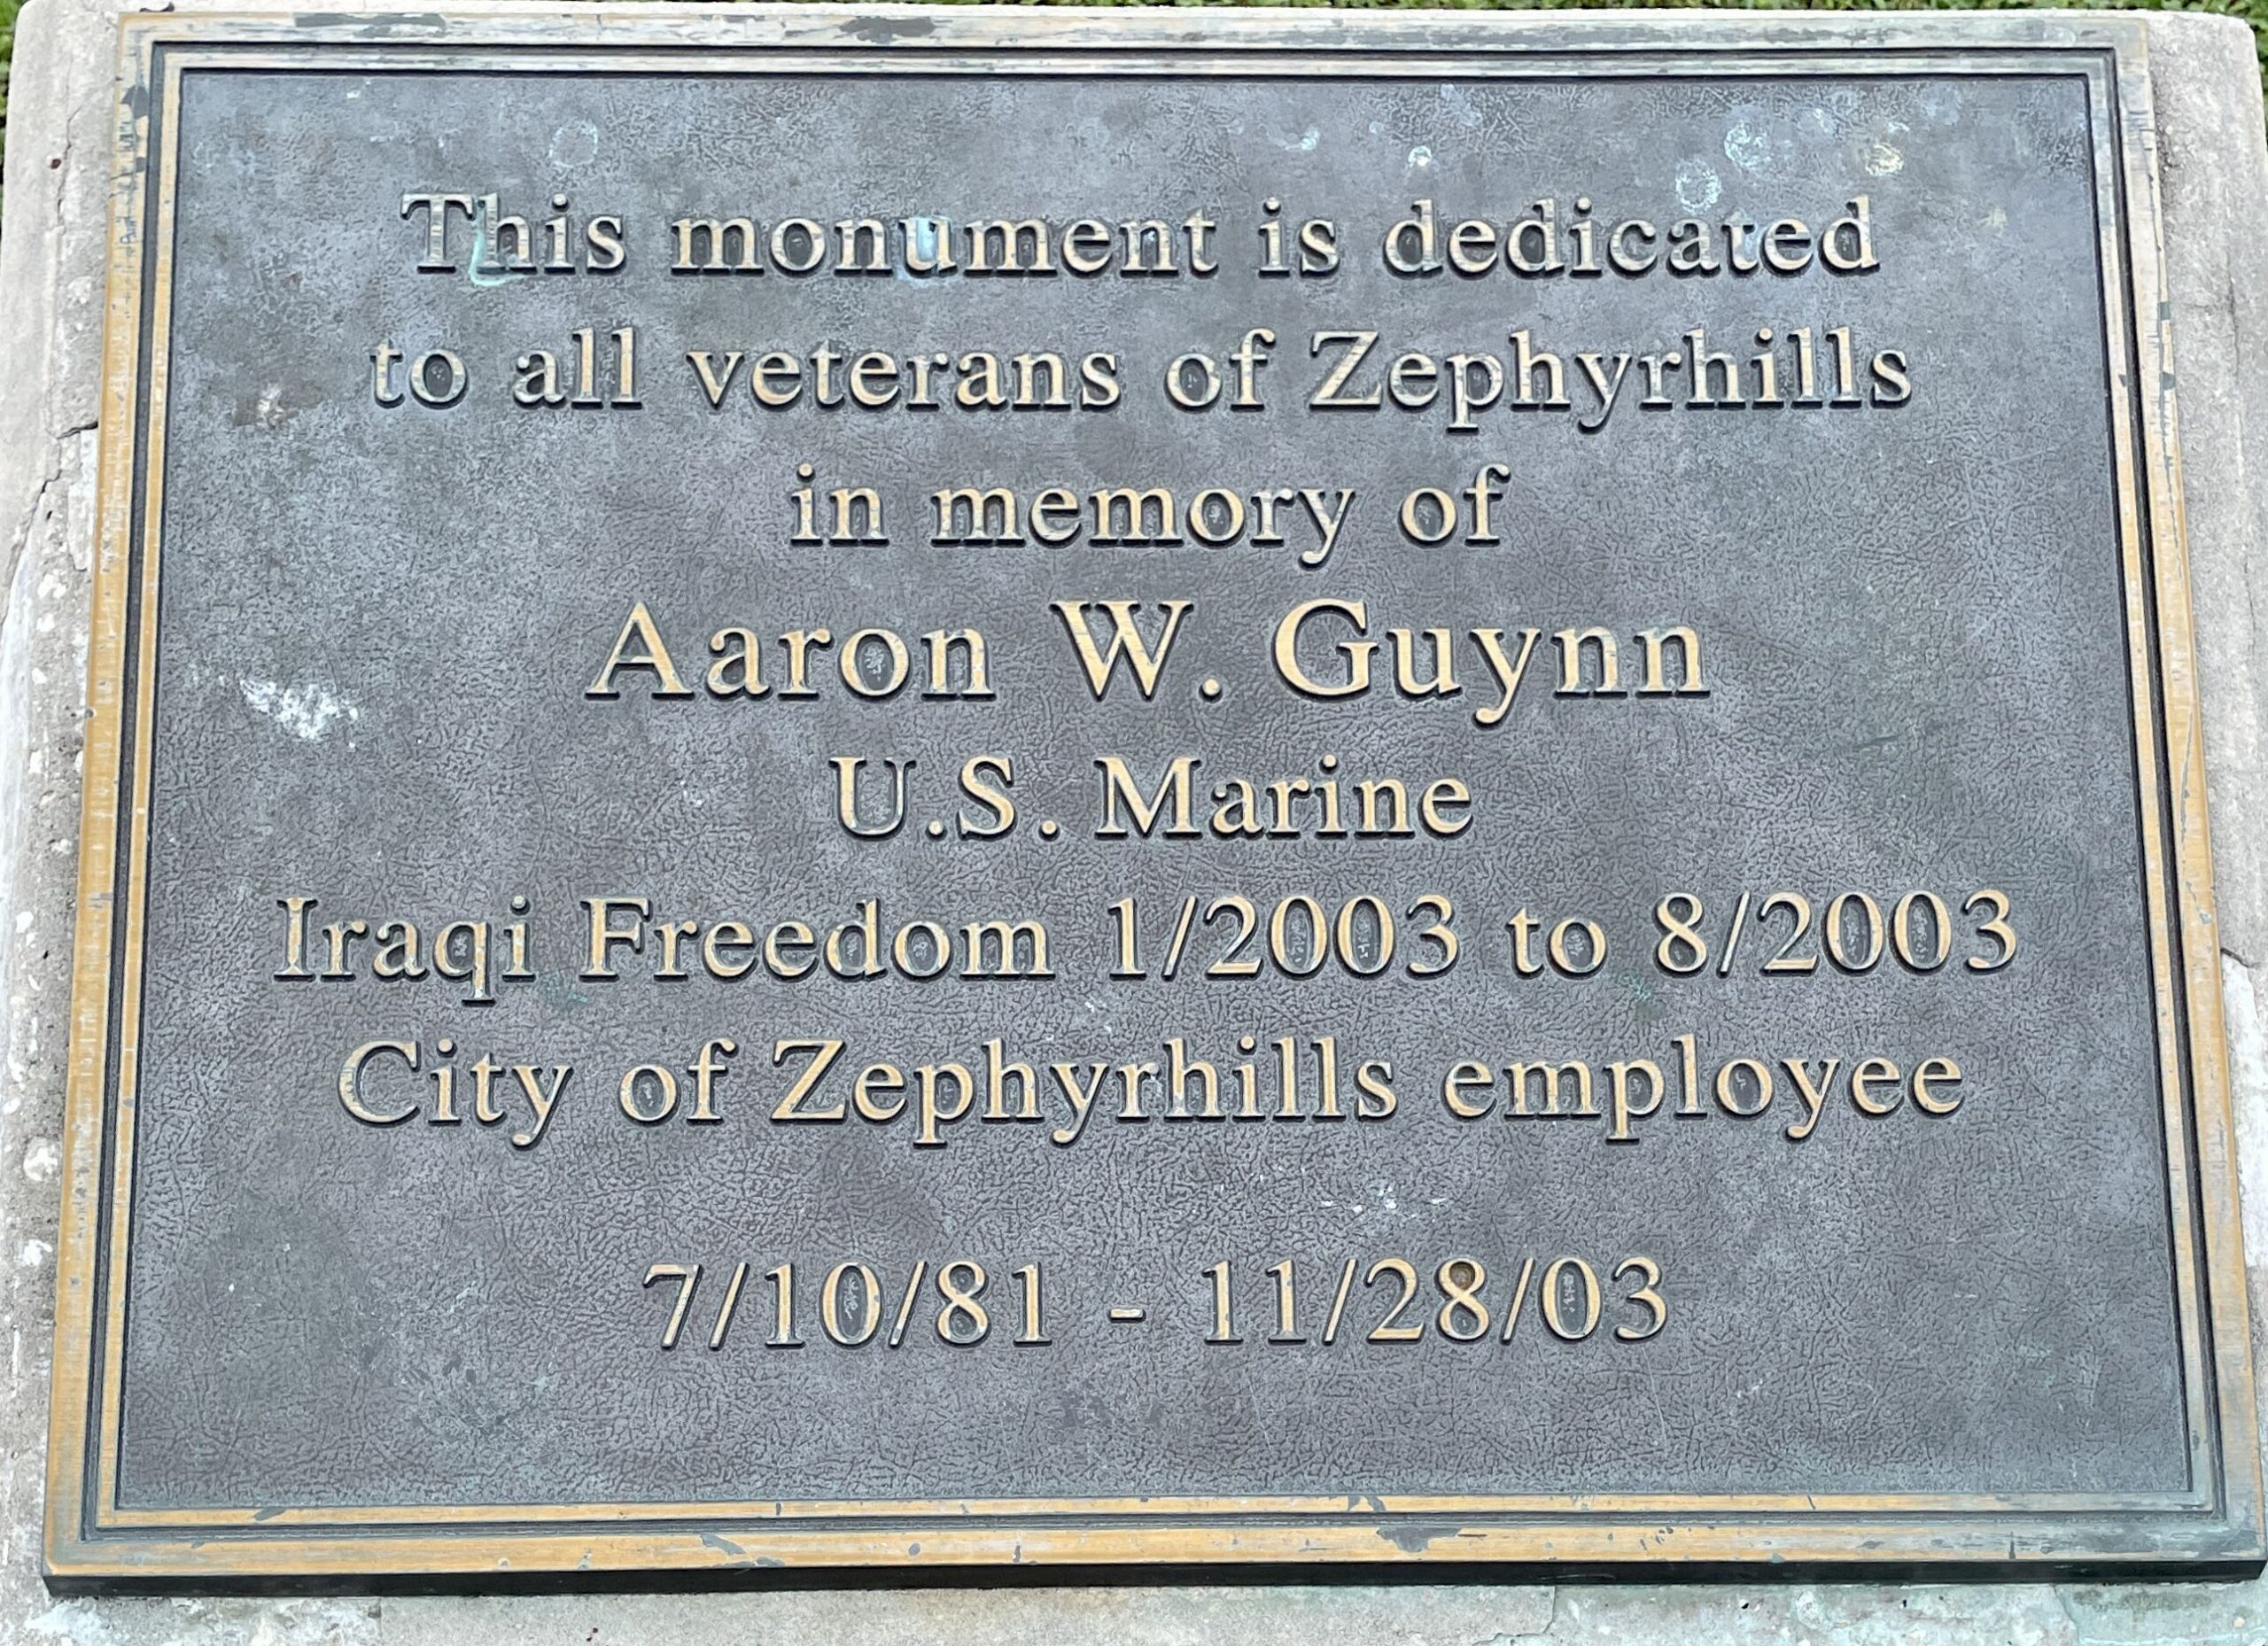 This monument is dedicated
to all veterans of Zephyrhills
in memory of
Aaron W. Guynn
U.S. Marine
Iraqi Freedom 1/2003 to 8/2003
City of Zephyrhills employee
7/10/81 - 11/28/03